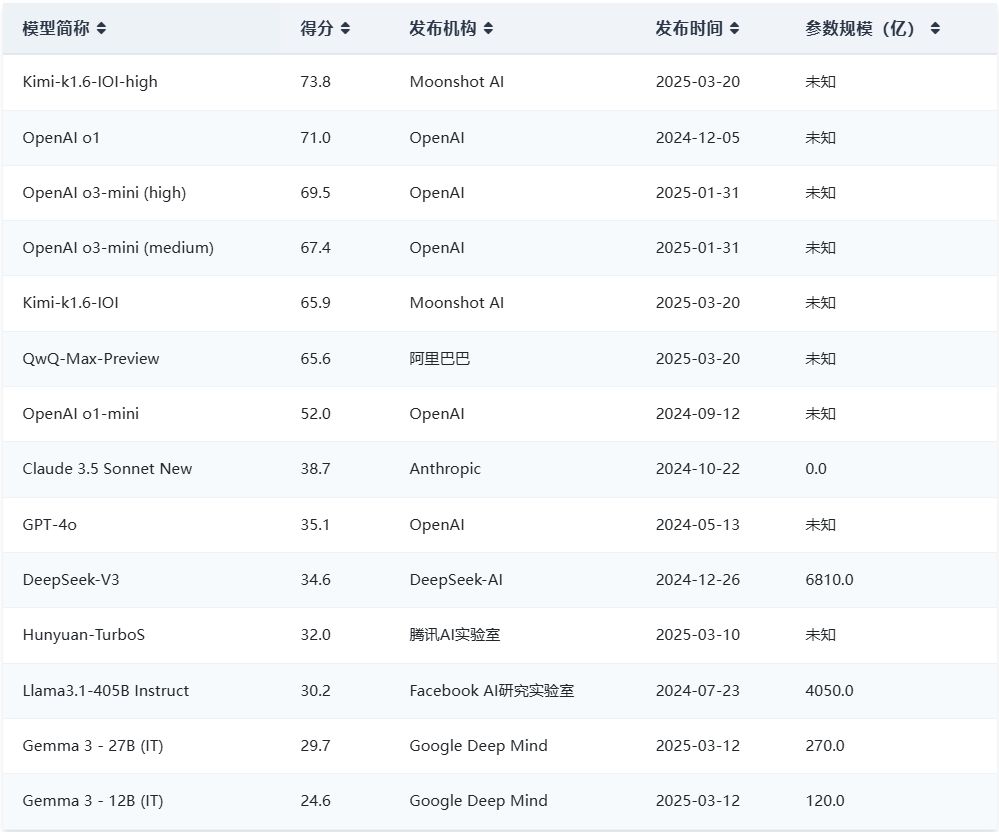 模型简称 得分 发布机构 发布时间 参数规模（亿）
Kimi-k1.6-IOI-high 73.8 Moonshot AI 2025-03-20 未知
OpenAI o1 71.0 OpenAI 2024-12-05 未知
OpenAI o3-mini (high) 69.5 OpenAI 2025-01-31 未知
OpenAI o3-mini (medium) 67.4 OpenAI 2025-01-31 未知
Kimi-k1.6-IOI 65.9 Moonshot AI 2025-03-20 未知
QwQ-Max-Preview 65.6 阿里巴巴 2025-03-20 未知
OpenAI o1-mini 52.0 OpenAI 2024-09-12 未知
Claude 3.5 Sonnet New 38.7 Anthropic 2024-10-22 0.0
GPT-4o 35.1 OpenAI 2024-05-13 未知
DeepSeek-V3 34.6 DeepSeek-AI 2024-12-26 6810.0
Hunyuan-TurboS 32.0 腾讯AI实验室 2025-03-10 未知
Llama3.1-405B Instruct 30.2 Facebook AI研究实验室 2024-07-23 4050.0
Gemma 3 - 27B (IT) 29.7 Google Deep Mind 2025-03-12 270.0
Gemma 3 - 12B (IT) 24.6 Google Deep Mind 2025-03-12 120.0